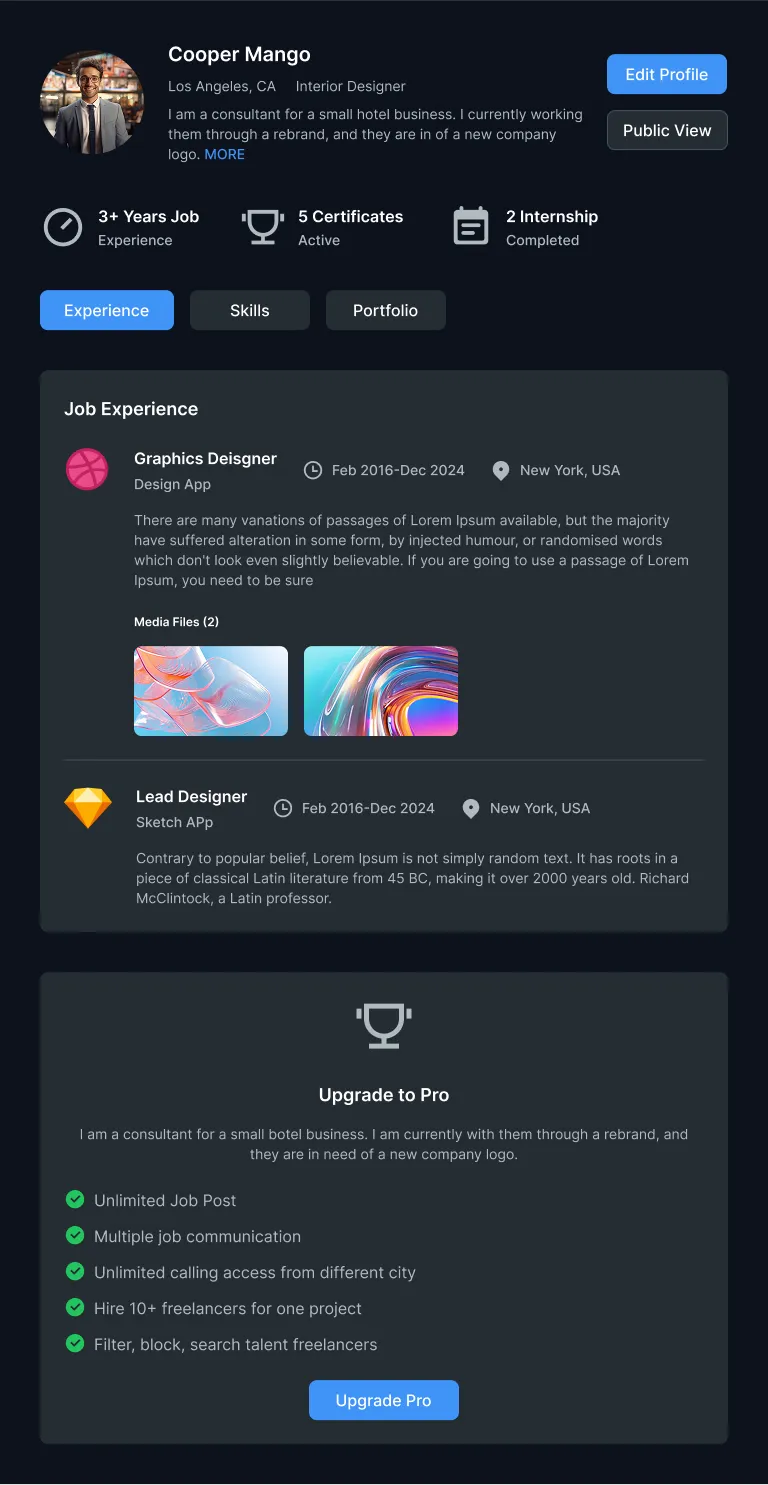 Cooper Mango
Edit Profile
Los Angeles, CA Interior Designer
I am a consultant for a small hotel business. I currently working
them through a rebrand, and they are in of a new company
logo. MORE
Public View
3+ Years Job
Experience
5 Certificates
Active
2 Internship
Completed
Experience Skills Portfolio
Job Experience
Graphics Deisgner
Design App
Feb 2016-Dec 2024
New York, USA
There are many vanations of passages of Lorem Ipsum available, but the majority
have suffered alteration in some form, by injected humour, or randomised words
which don't look even slightly believable. If you are going to use a passage of Lorem
Ipsum, you need to be sure
Media Files (2)
Lead Designer
Sketch APp
Feb 2016-Dec 2024
New York, USA
Contrary to popular belief, Lorem Ipsum is not simply random text. It has roots in a
piece of classical Latin literature from 45 BC, making it over 2000 years old. Richard
McClintock, a Latin professor.
Upgrade to Pro
I am a consultant for a small botel business. I am currently with them through a rebrand, and
they are in need of a new company logo.
Unlimited Job Post
Multiple job communication
Unlimited calling access from different city
Hire 10+ freelancers for one project
Filter, block, search talent freelancers
Upgrade Pro